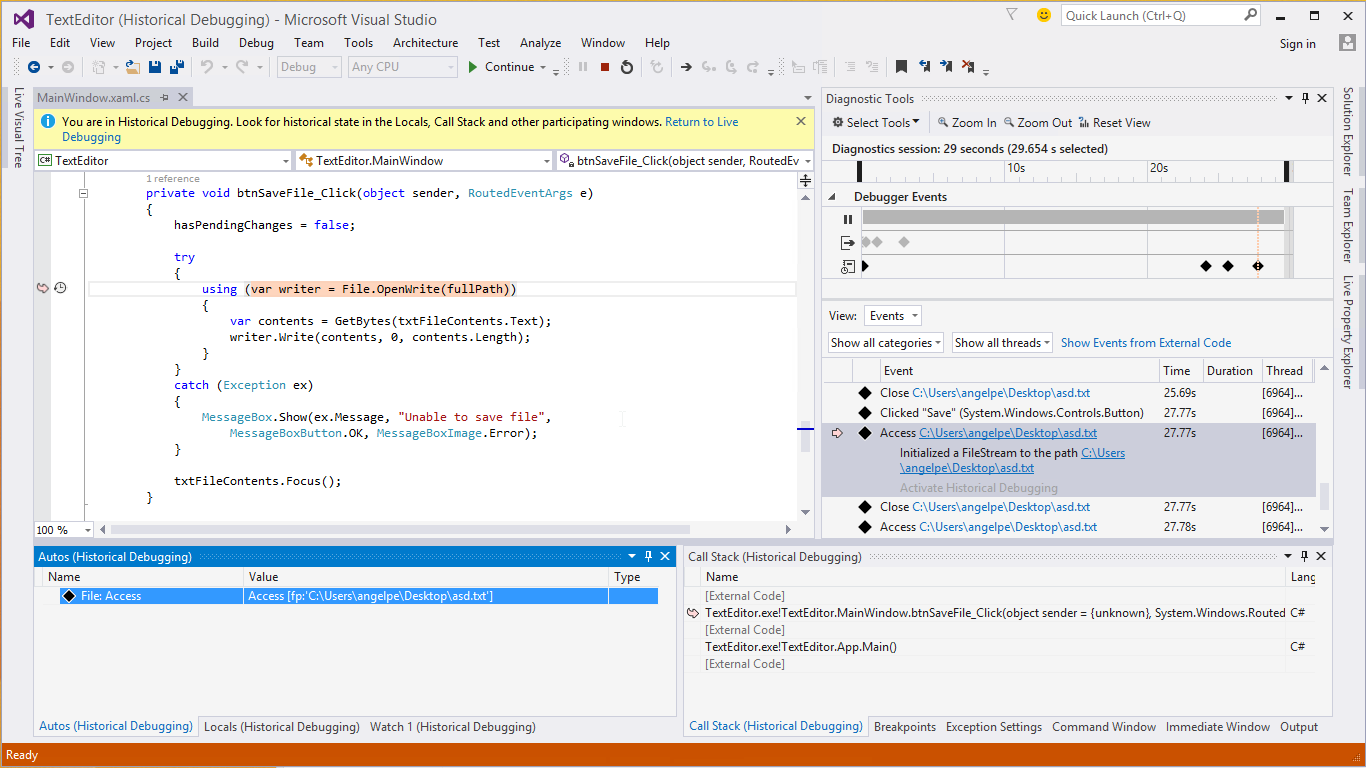 TextEditor (Historical Debugging) - Microsoft Visual Studio
Quick Launch (Ctrl+Q)
File Edit View Project Build Debug Team Tools Architecture Test Analyze Window Help
Sign in
Debug Any CPU Continue
Live Visual Tree
MainWindow.xaml.cs
You are in Historical Debugging. Look for historical state in the Locals, Call Stack and other participating windows. Return to Live
Debugging
C# TextEditor TextEditor.MainWindow btnSaveFile_Click(object sender, RoutedEv
1 reference
private void btnSaveFile_Click(object sender, RoutedEventArgs e)
{
hasPendingChanges = false;
try
{
using (var writer = File.OpenWrite(fullPath))
{
var contents = GetBytes(txtFileContents.Text);
writer.Write(contents, 0, contents.Length);
}
}
catch (Exception ex)
{
MessageBox.Show(ex.Message, "Unable to save file",
MessageBoxButton.OK, MessageBoxImage.Error);
}
txtFileContents.Focus();
}
100 %
Diagnostic Tools
Select Tools Zoom In Zoom Out Reset View
Diagnostics session: 29 seconds (29.654 s selected)
10s 20s
Debugger Events
View: Events
Show all categories Show all threads Show Events from External Code
Event Time Duration Thread
Close C:\Users\angelpe\Desktop\asd.txt 25.69s [6964]...
Clicked "Save" (System.Windows.Controls.Button) 27.77s [6964]...
Access C:\Users\angelpe\Desktop\asd.txt 27.77s [6964]...
Initialized a FileStream to the path C:\Users
\angelpe\Desktop\asd.txt
Activate Historical Debugging
Close C:\Users\angelpe\Desktop\asd.txt 27.77s [6964]...
Access C:\Users\angelpe\Desktop\asd.txt 27.78s [6964]...
Solution Explorer
Team Explorer
Live Property Explorer
Autos (Historical Debugging)
Name Value Type
File: Access Access [fp:'C:\Users\angelpe\Desktop\asd.txt']
Autos (Historical Debugging) Locals (Historical Debugging) Watch 1 (Historical Debugging)
Call Stack (Historical Debugging)
Name Lang
[External Code]
TextEditor.exe!TextEditor.MainWindow.btnSaveFile_Click(object sender = {unknown}, System.Windows.Routed C#
[External Code]
TextEditor.exe!TextEditor.App.Main() C#
[External Code]
Call Stack (Historical Debugging) Breakpoints Exception Settings Command Window Immediate Window Output
Ready